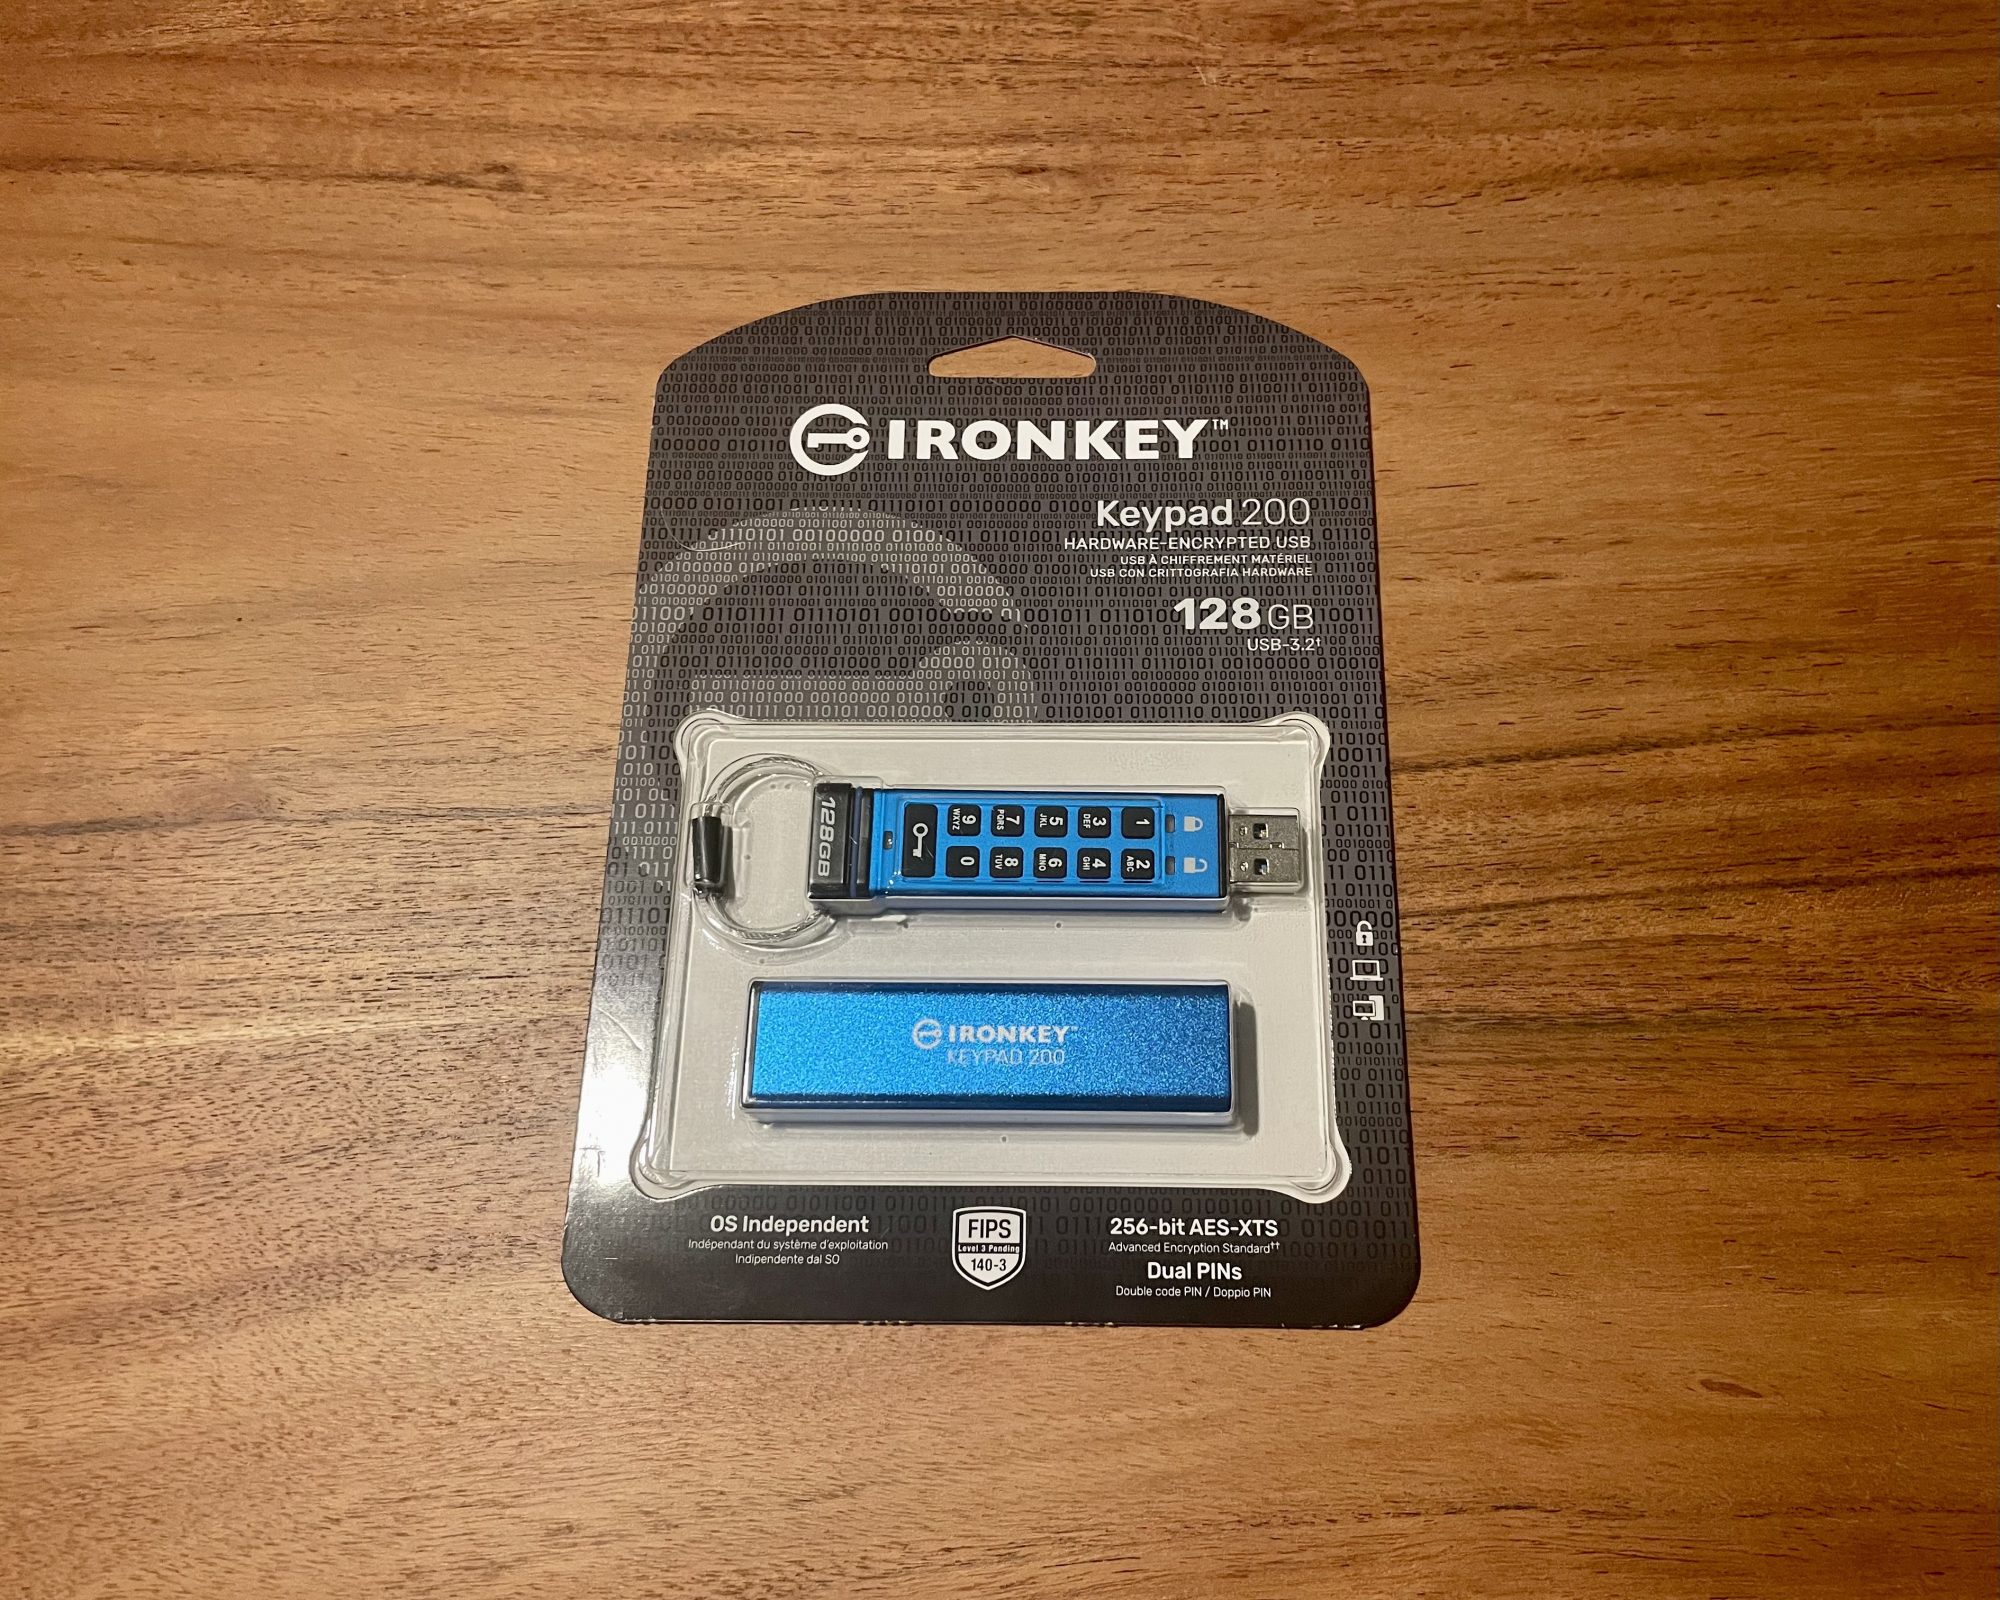 IRONKEY™
Keypad 200
HARDWARE-ENCRYPTED USB
USB À CHIFFREMENT MATÉRIEL
USB CON CRITTOGRAFIA HARDWARE
128GB
USB-3.2†
128GB
9 WXYZ
7 PQRS
5 JKL
3 DEF
1
0
8 TUV
6 MNO
4 GHI
2 ABC
IRONKEY™
KEYPAD 200
OS Independent
Indépendant du système d'exploitation
Indipendente dal SO
FIPS
Level 3 Pending
140-3
256-bit AES-XTS
Advanced Encryption Standard††
Dual PINs
Double code PIN / Doppio PIN